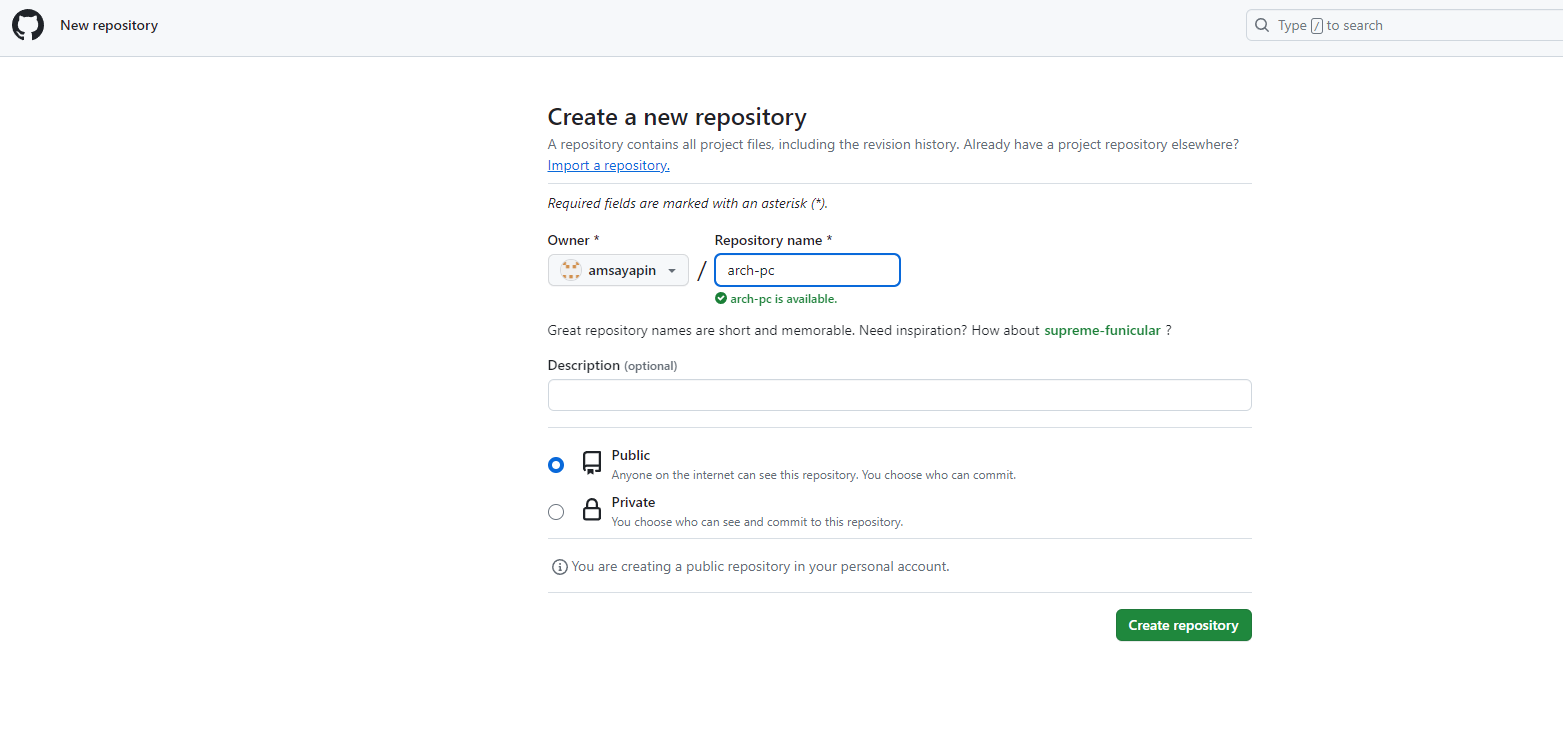 New repository
Type / to search
Create a new repository
A repository contains all project files, including the revision history. Already have a project repository elsewhere?
Import a repository.
Required fields are marked with an asterisk (*).
Owner * Repository name *
amsayapin / arch-pc
arch-pc is available.
Great repository names are short and memorable. Need inspiration? How about supreme-funicular ?
Description (optional)
Public
Anyone on the internet can see this repository. You choose who can commit.
Private
You choose who can see and commit to this repository.
You are creating a public repository in your personal account.
Create repository